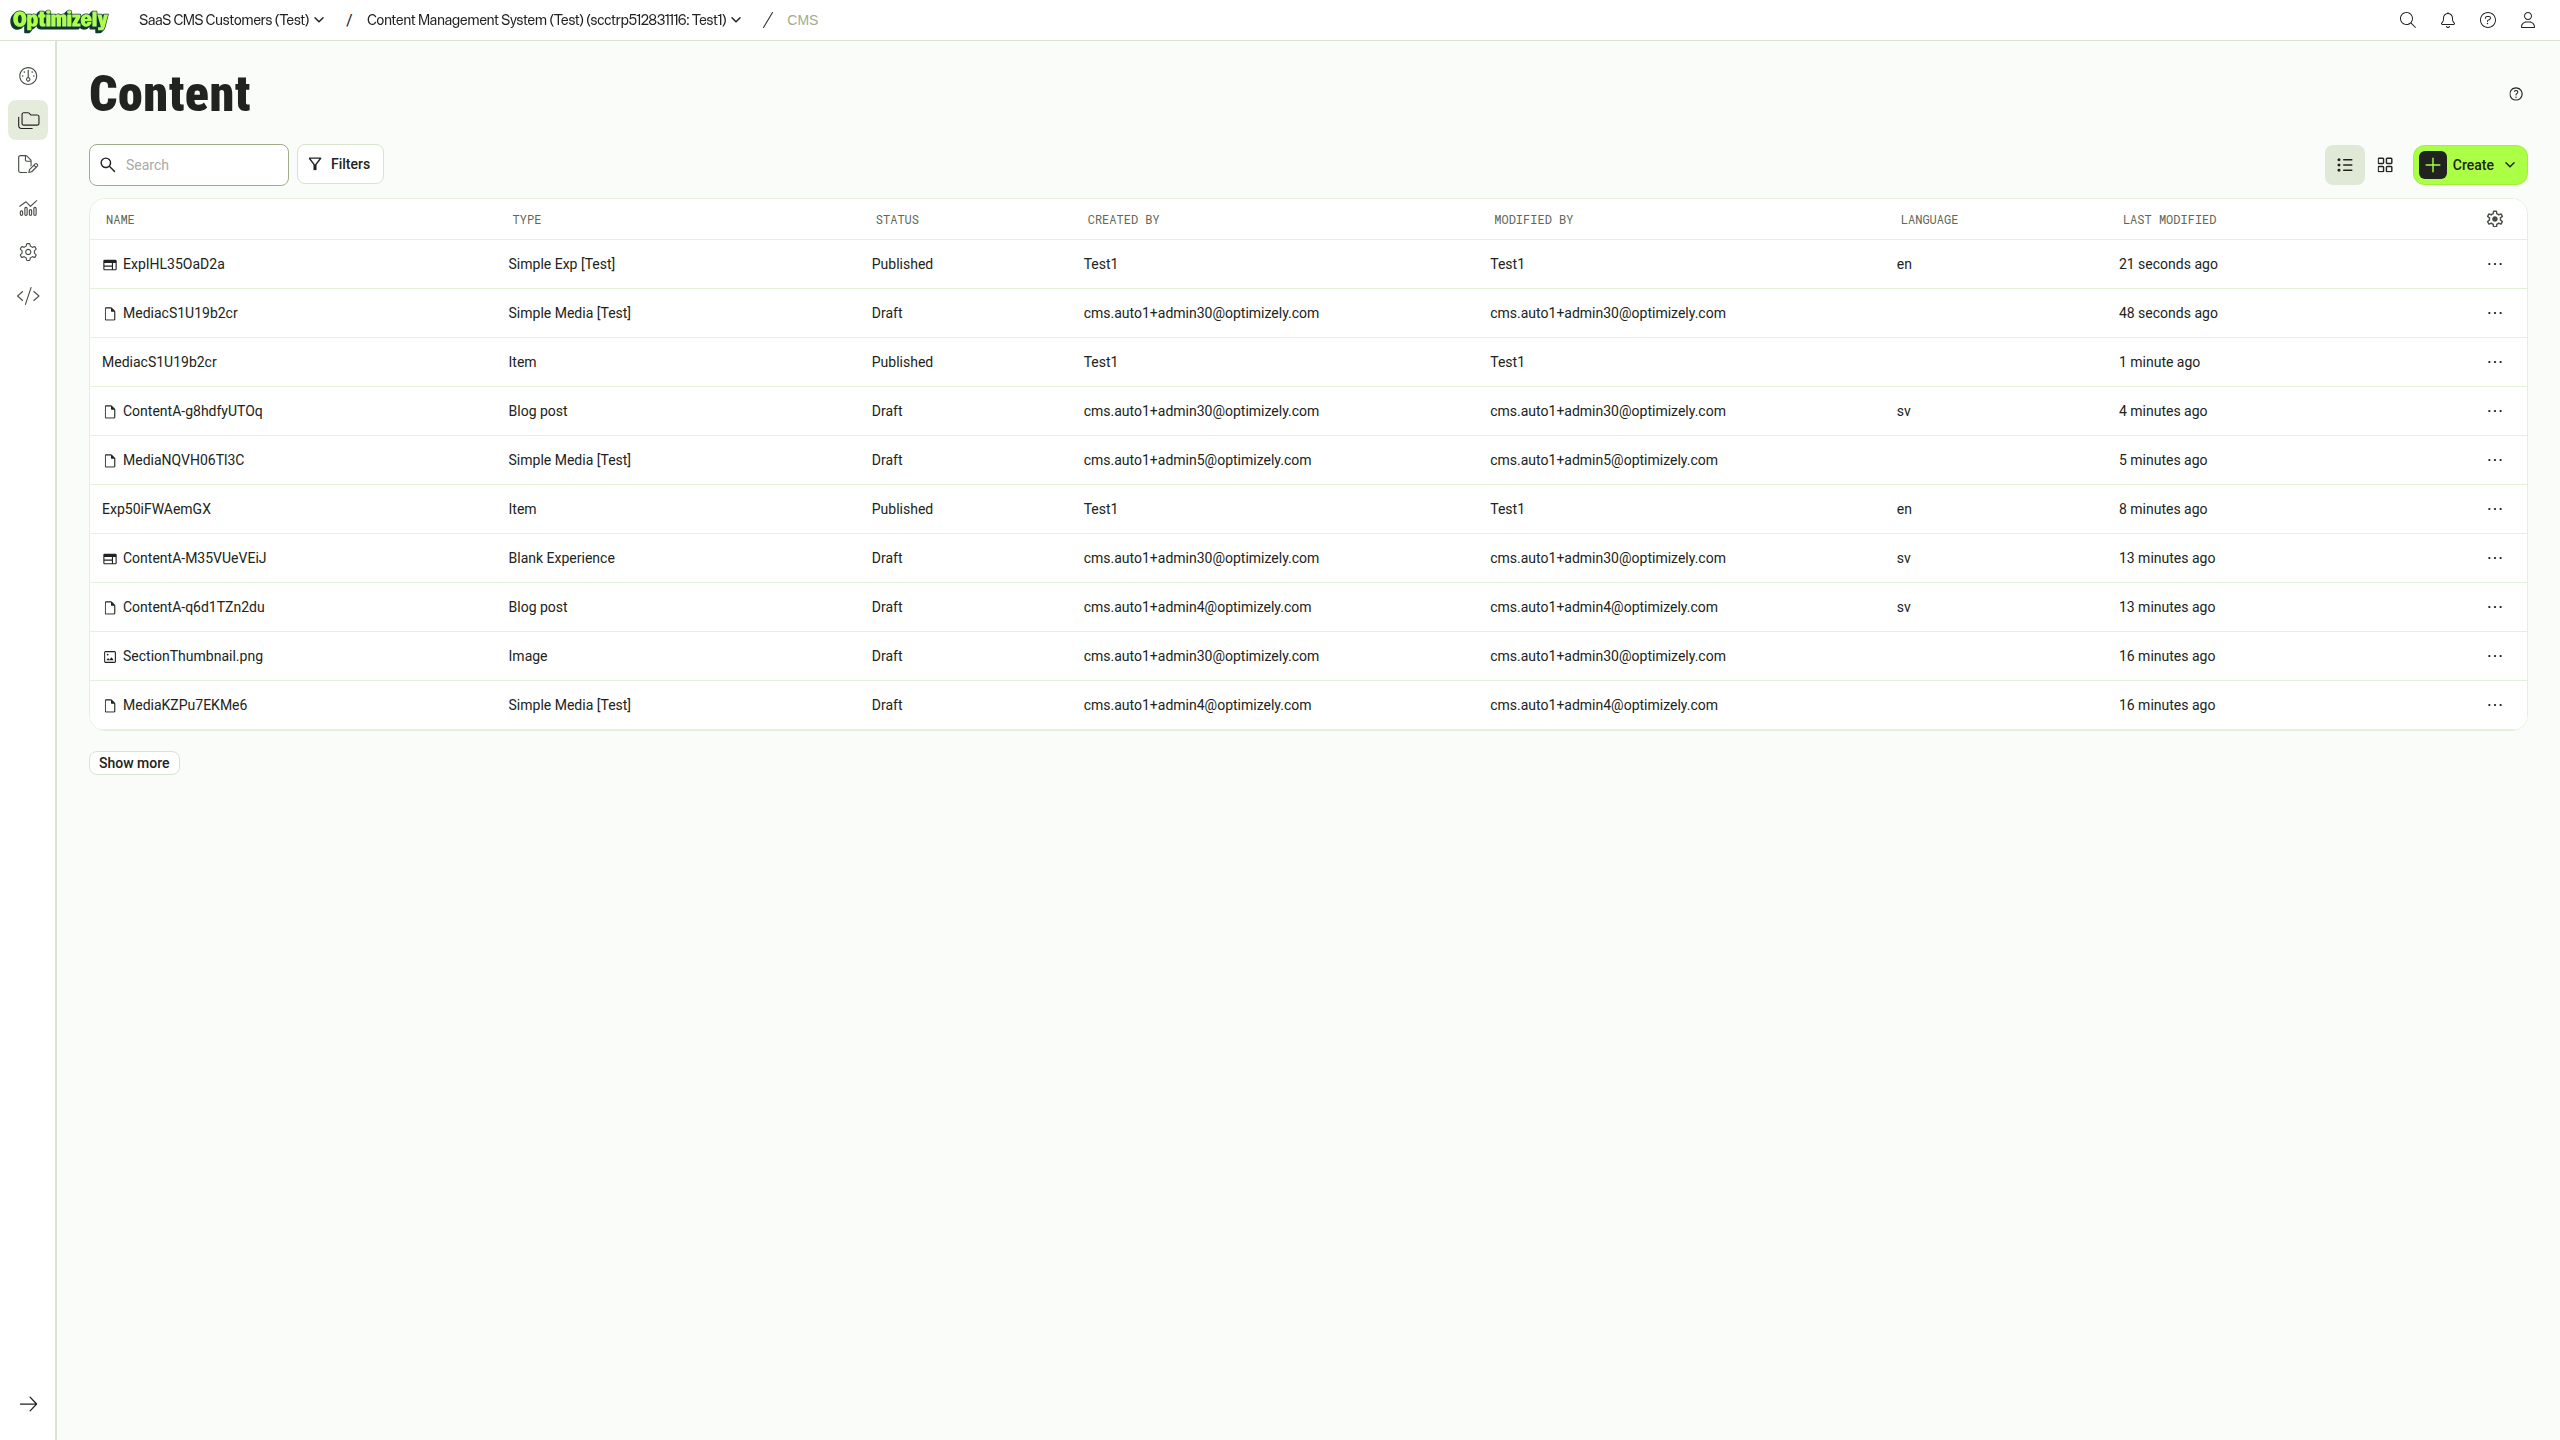 Optimizely SaaS CMS Customers (Test) / Content Management System (Test) (scctrp512831116: Test1) / CMS
Content
Search Filters Create
NAME TYPE STATUS CREATED BY MODIFIED BY LANGUAGE LAST MODIFIED
ExpIHL35OaD2a Simple Exp [Test] Published Test1 Test1 en 21 seconds ago
MediacS1U19b2cr Simple Media [Test] Draft cms.auto1+admin30@optimizely.com cms.auto1+admin30@optimizely.com 48 seconds ago
MediacS1U19b2cr Item Published Test1 Test1 1 minute ago
ContentA-g8hdfyUTOq Blog post Draft cms.auto1+admin30@optimizely.com cms.auto1+admin30@optimizely.com sv 4 minutes ago
MediaNQVH06TI3C Simple Media [Test] Draft cms.auto1+admin5@optimizely.com cms.auto1+admin5@optimizely.com 5 minutes ago
Exp50iFWAemGX Item Published Test1 Test1 en 8 minutes ago
ContentA-M35VUeVEiJ Blank Experience Draft cms.auto1+admin30@optimizely.com cms.auto1+admin30@optimizely.com sv 13 minutes ago
ContentA-q6d1TZn2du Blog post Draft cms.auto1+admin4@optimizely.com cms.auto1+admin4@optimizely.com sv 13 minutes ago
SectionThumbnail.png Image Draft cms.auto1+admin30@optimizely.com cms.auto1+admin30@optimizely.com 16 minutes ago
MediaKZPu7EKMe6 Simple Media [Test] Draft cms.auto1+admin4@optimizely.com cms.auto1+admin4@optimizely.com 16 minutes ago
Show more